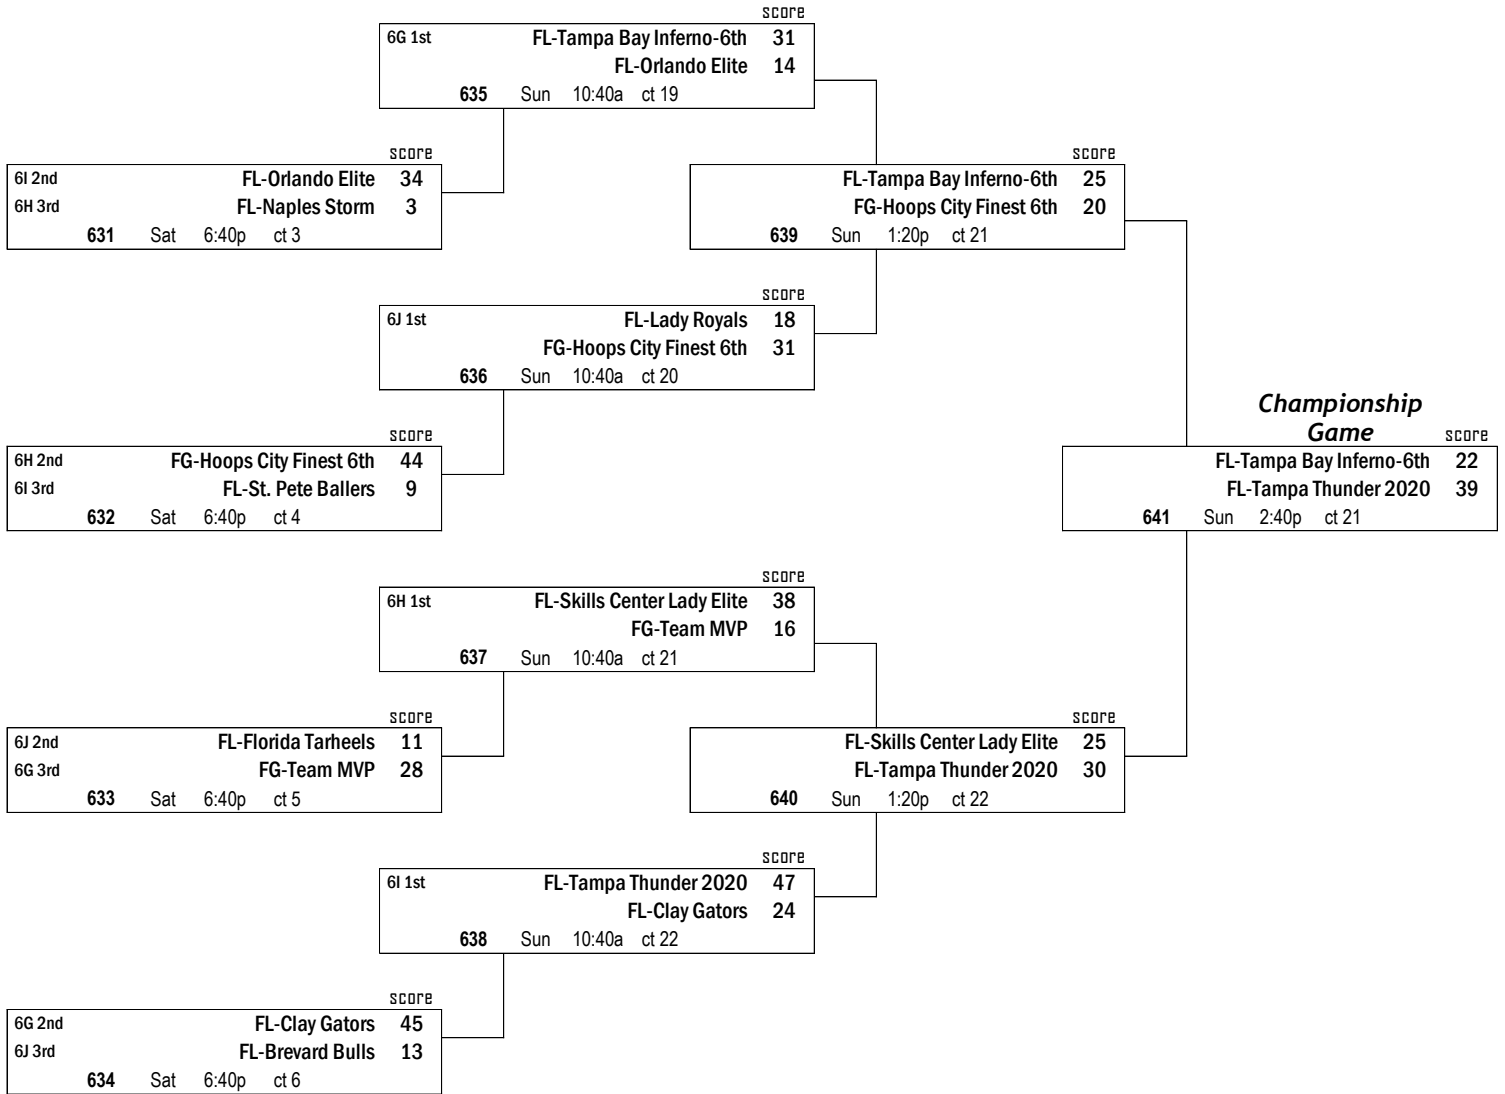 score
6G 1st FL-Tampa Bay Inferno-6th 31
FL-Orlando Elite 14
635 Sun 10:40a ct 19
score
6I 2nd FL-Orlando Elite 34
6H 3rd FL-Naples Storm 3
631 Sat 6:40p ct 3
score
FL-Tampa Bay Inferno-6th 25
FG-Hoops City Finest 6th 20
639 Sun 1:20p ct 21
score
6J 1st FL-Lady Royals 18
FG-Hoops City Finest 6th 31
636 Sun 10:40a ct 20
score
6H 2nd FG-Hoops City Finest 6th 44
6I 3rd FL-St. Pete Ballers 9
632 Sat 6:40p ct 4
Championship
Game score
FL-Tampa Bay Inferno-6th 22
FL-Tampa Thunder 2020 39
641 Sun 2:40p ct 21
score
6H 1st FL-Skills Center Lady Elite 38
FG-Team MVP 16
637 Sun 10:40a ct 21
score
6J 2nd FL-Florida Tarheels 11
6G 3rd FG-Team MVP 28
633 Sat 6:40p ct 5
score
FL-Skills Center Lady Elite 25
FL-Tampa Thunder 2020 30
640 Sun 1:20p ct 22
score
6I 1st FL-Tampa Thunder 2020 47
FL-Clay Gators 24
638 Sun 10:40a ct 22
score
6G 2nd FL-Clay Gators 45
6J 3rd FL-Brevard Bulls 13
634 Sat 6:40p ct 6